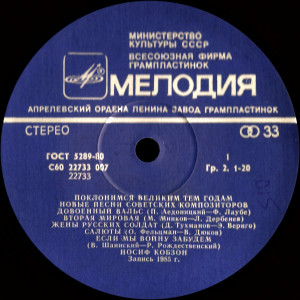 МИНИСТЕРСТВО
КУЛЬТУРЫ СССР
ВСЕСОЮЗНАЯ ФИРМА
ГРАМПЛАСТИНОК
МЕЛОДИЯ
АПРЕЛЕВСКИЙ ОРДЕНА ЛЕНИНА ЗАВОД ГРАМПЛАСТИНОК
СТЕРЕО 33
ГОСТ 5289-80 I
С60 22733 007 Гр. 2. 1-20
22733
ПОКЛОНИМСЯ ВЕЛИКИМ ТЕМ ГОДАМ
НОВЫЕ ПЕСНИ СОВЕТСКИХ КОМПОЗИТОРОВ
ДОВОЕННЫЙ ВАЛЬС (П. Аедоницкий—Ф. Лаубе)
ВТОРАЯ МИРОВАЯ (М. Минков—Л. Дербенев)
ЖЕНЫ РУССКИХ СОЛДАТ (Д. Тухманов—Э. Вериго)
САЛЮТЫ (О. Фельцман—В. Дюков)
ЕСЛИ МЫ ВОЙНУ ЗАБУДЕМ
(В. Шаинский—Р. Рождественский)
ИОСИФ КОБЗОН
Запись 1985 г.